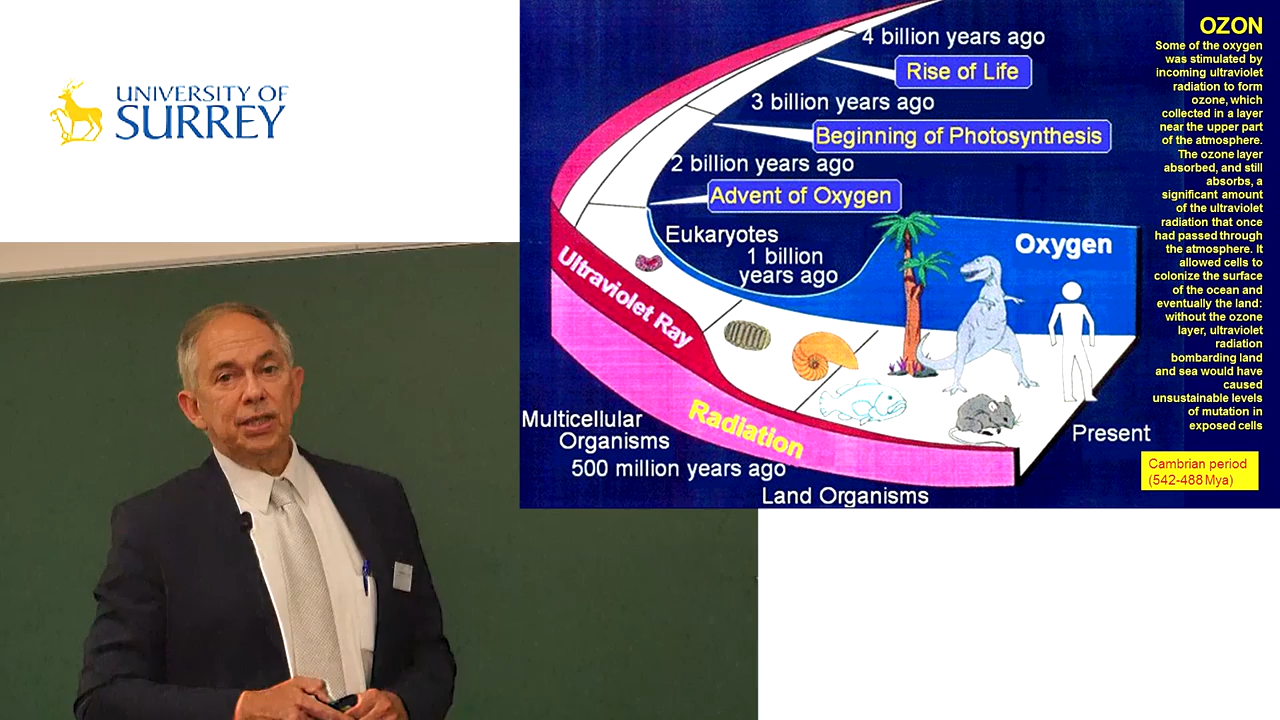 UNIVERSITY OF
SURREY
4 billion years ago
Rise of Life
3 billion years ago
Beginning of Photosynthesis
2 billion years ago
Advent of Oxygen
Eukaryotes
1 billion
years ago
Oxygen
Ultraviolet Ray
Radiation
Multicellular
Organisms
500 million years ago
Land Organisms
Present
OZON
Some of the oxygen
was stimulated by
incoming ultraviolet
radiation to form
ozone, which
collected in a layer
near the upper part
of the atmosphere.
The ozone layer
absorbed, and still
absorbs, a
significant amount
of the ultraviolet
radiation that once
had passed through
the atmosphere. It
allowed cells to
colonize the surface
of the ocean and
eventually the land:
without the ozone
layer, ultraviolet
radiation
bombarding land
and sea would have
caused
unsustainable levels
of mutation in
exposed cells
Cambrian period
(542-488 Mya)